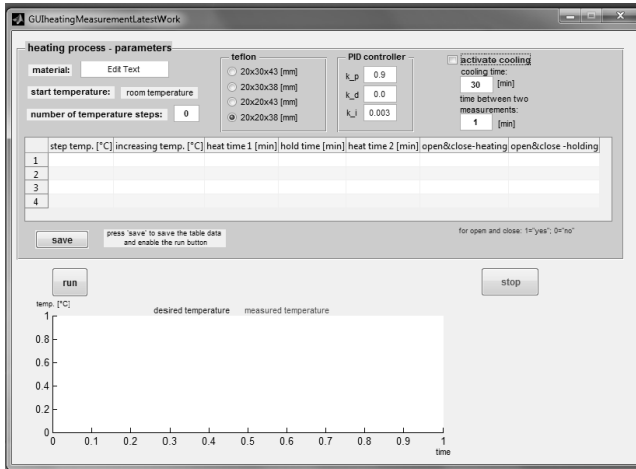 GUIheatingMeasurementLatestWork
heating process - parameters
material:
Edit Text
start temperature:
room temperature
number of temperature steps:
0
teflon
20x30x43 [mm]
20x30x38 [mm]
20x20x43 [mm]
20x20x38 [mm]
PID controller
k_p
0.9
k_d
0.0
k_i
0.003
activate cooling
cooling time:
30
[min]
time between two
measurements:
1
[min]
step temp. [°C] increasing temp. [°C] heat time 1 [min] hold time [min] heat time 2 [min] open&close-heating open&close -holding
1
2
3
4
save
press 'save' to save the table data
and enable the run button
for open and close: 1="yes"; 0="no"
run
stop
temp. [°C]
desired temperature measured temperature
1
0.8
0.6
0.4
0.2
0
0 0.1 0.2 0.3 0.4 0.5 0.6 0.7 0.8 0.9 1
time